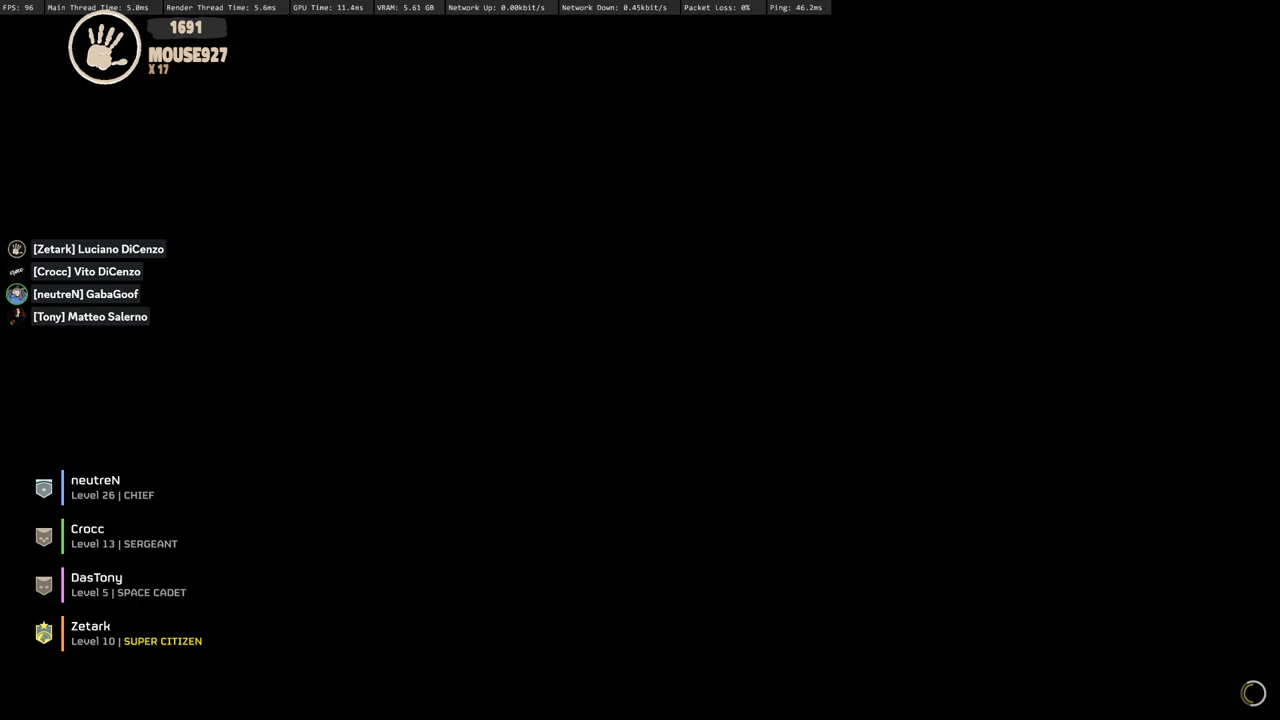 FPS: 96 Main Thread Time: 5.0ms Render Thread Time: 5.6ms GPU Time: 11.4ms VRAM: 5.61 GB Network Up: 0.00kbit/s Network Down: 0.45kbit/s Packet Loss: 0% Ping: 46.2ms
1691
MOUSE927
X 17
[Zetark] Luciano DiCenzo
[Crocc] Vito DiCenzo
[neutreN] GabaGoof
[Tony] Matteo Salerno
neutreN
Level 26 | CHIEF
Crocc
Level 13 | SERGEANT
DasTony
Level 5 | SPACE CADET
Zetark
Level 10 | SUPER CITIZEN